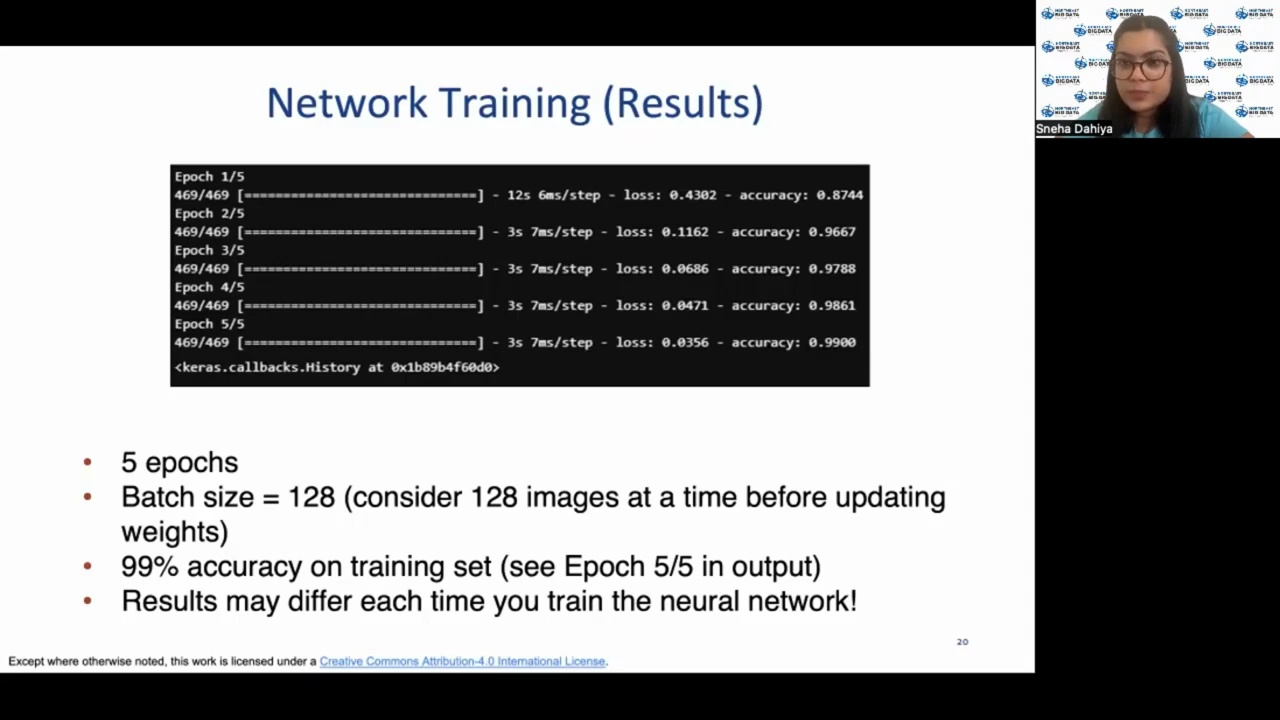 Network Training (Results)
Epoch 1/5
469/469 [==============================] - 12s 6ms/step - loss: 0.4302 - accuracy: 0.8744
Epoch 2/5
469/469 [==============================] - 3s 7ms/step - loss: 0.1162 - accuracy: 0.9667
Epoch 3/5
469/469 [==============================] - 3s 7ms/step - loss: 0.0686 - accuracy: 0.9788
Epoch 4/5
469/469 [==============================] - 3s 7ms/step - loss: 0.0471 - accuracy: 0.9861
Epoch 5/5
469/469 [==============================] - 3s 7ms/step - loss: 0.0356 - accuracy: 0.9900
<keras.callbacks.History at 0x1b89b4f60d0>
• 5 epochs
• Batch size = 128 (consider 128 images at a time before updating
weights)
• 99% accuracy on training set (see Epoch 5/5 in output)
• Results may differ each time you train the neural network!
20
Except where otherwise noted, this work is licensed under a Creative Commons Attribution-4.0 International License.
NORTHEAST
BIG DATA
Sneha Dahiya